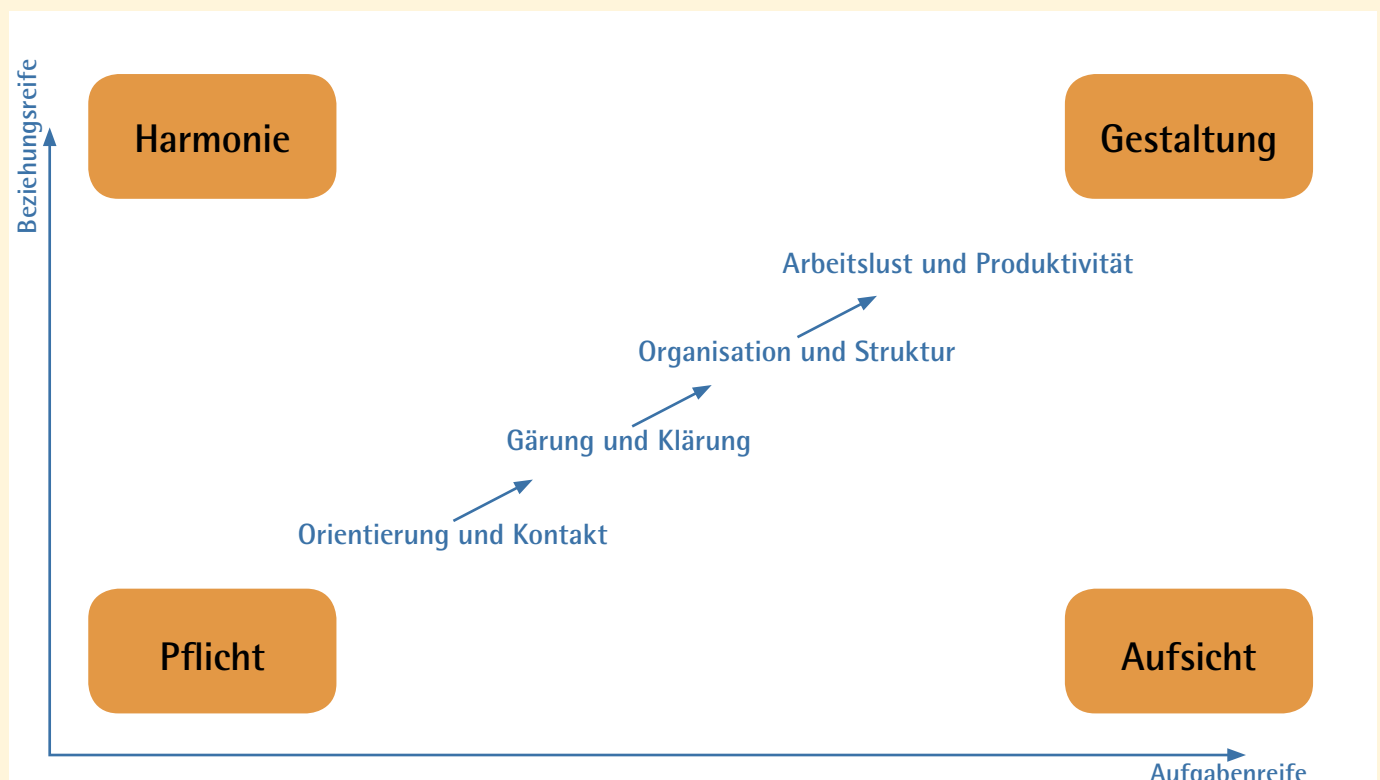 Beziehungsreife
Harmonie
Gestaltung
Arbeitslust und Produktivität
Organisation und Struktur
Gärung und Klärung
Orientierung und Kontakt
Pflicht
Aufsicht
Aufgabenreife